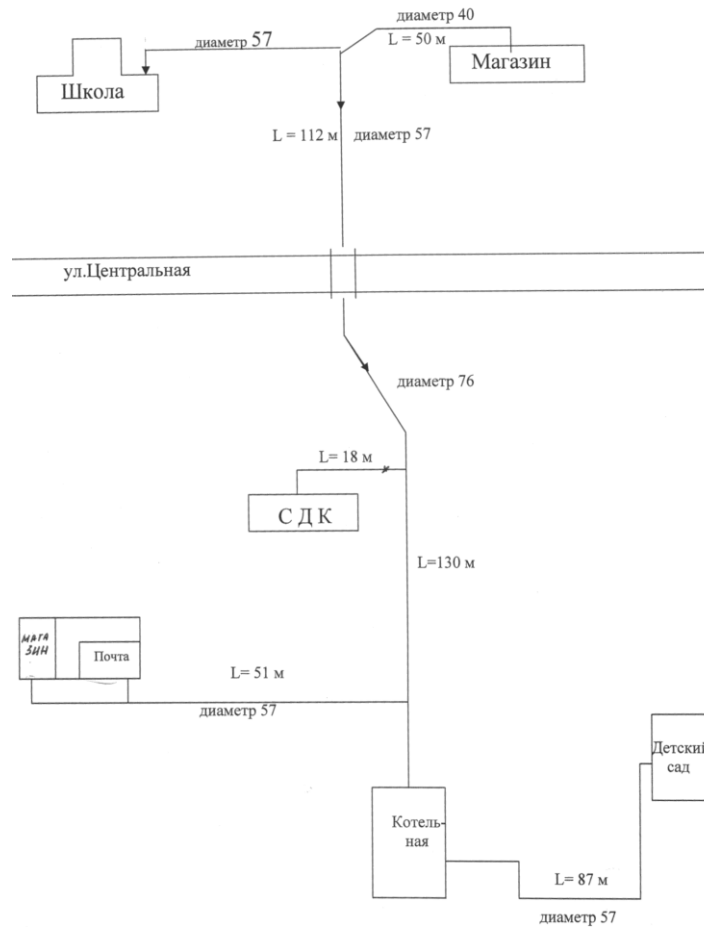 диаметр 40
диаметр 57
L = 50 м
Магазин
Школа
L = 112 м
диаметр 57
ул.Центральная
диаметр 76
L= 18 м
С Д К
L=130 м
МАГА
ЗИН
Почта
L= 51 м
диаметр 57
Детский
сад
Котель-
ная
L= 87 м
диаметр 57